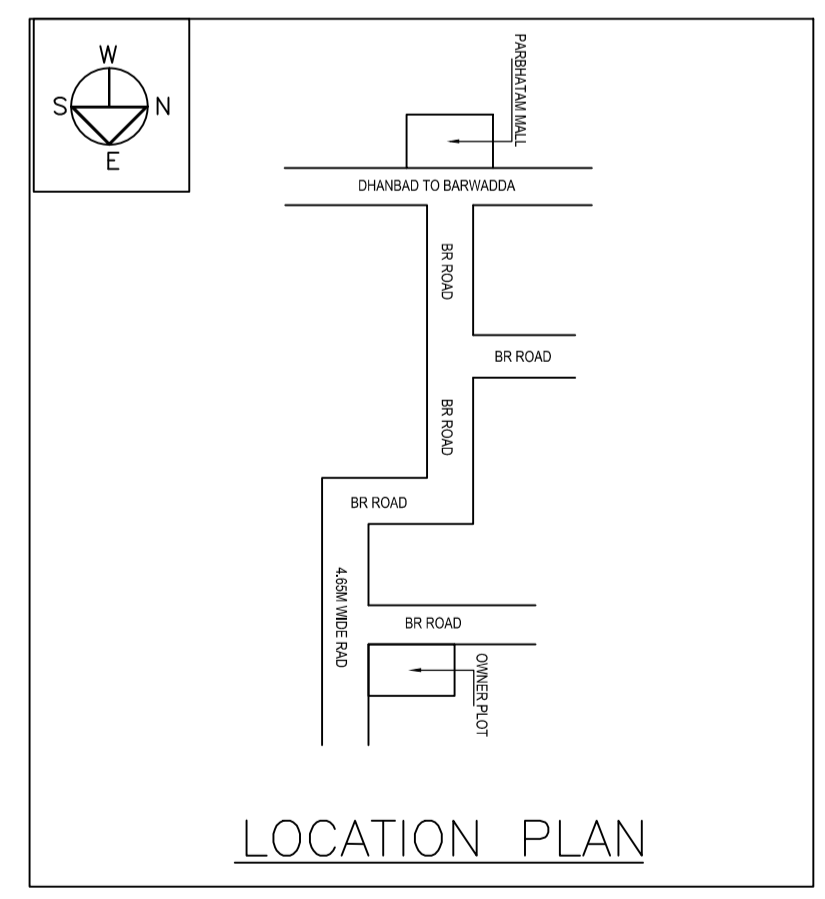 W
S
N
E
PARBHATAM MALL
DHANBAD TO BARWADDA
BR ROAD
BR ROAD
BR ROAD
BR ROAD
4.65M WIDE RAD
BR ROAD
OWNER PLOT
LOCATION PLAN